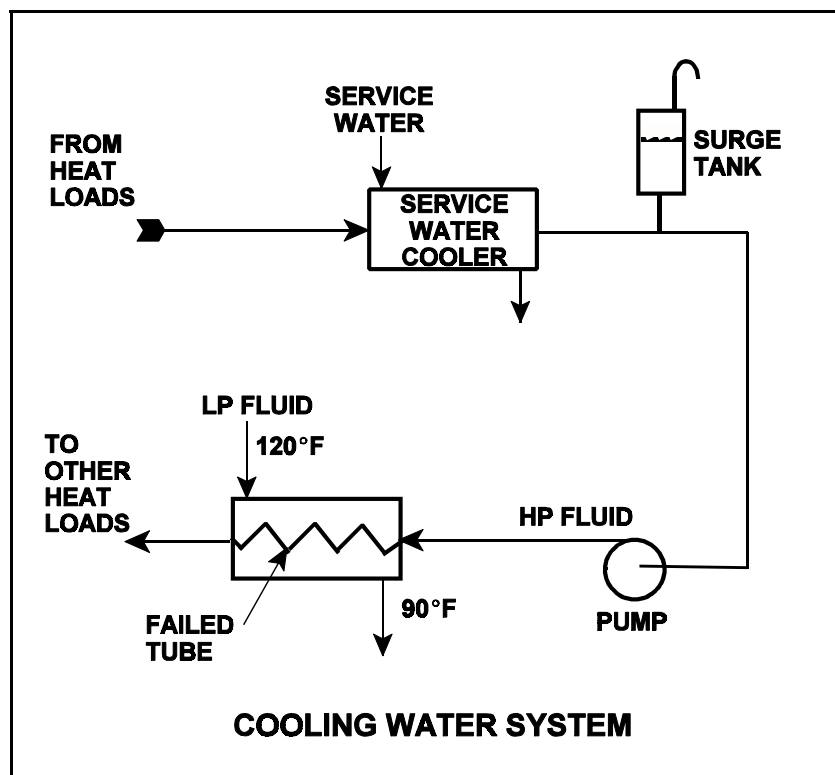 SERVICE
WATER
FROM
HEAT
LOADS
SURGE
TANK
SERVICE
WATER
COOLER
LP FLUID
120°F
TO
OTHER
HEAT
LOADS
HP FLUID
90°F
FAILED
TUBE
PUMP
COOLING WATER SYSTEM